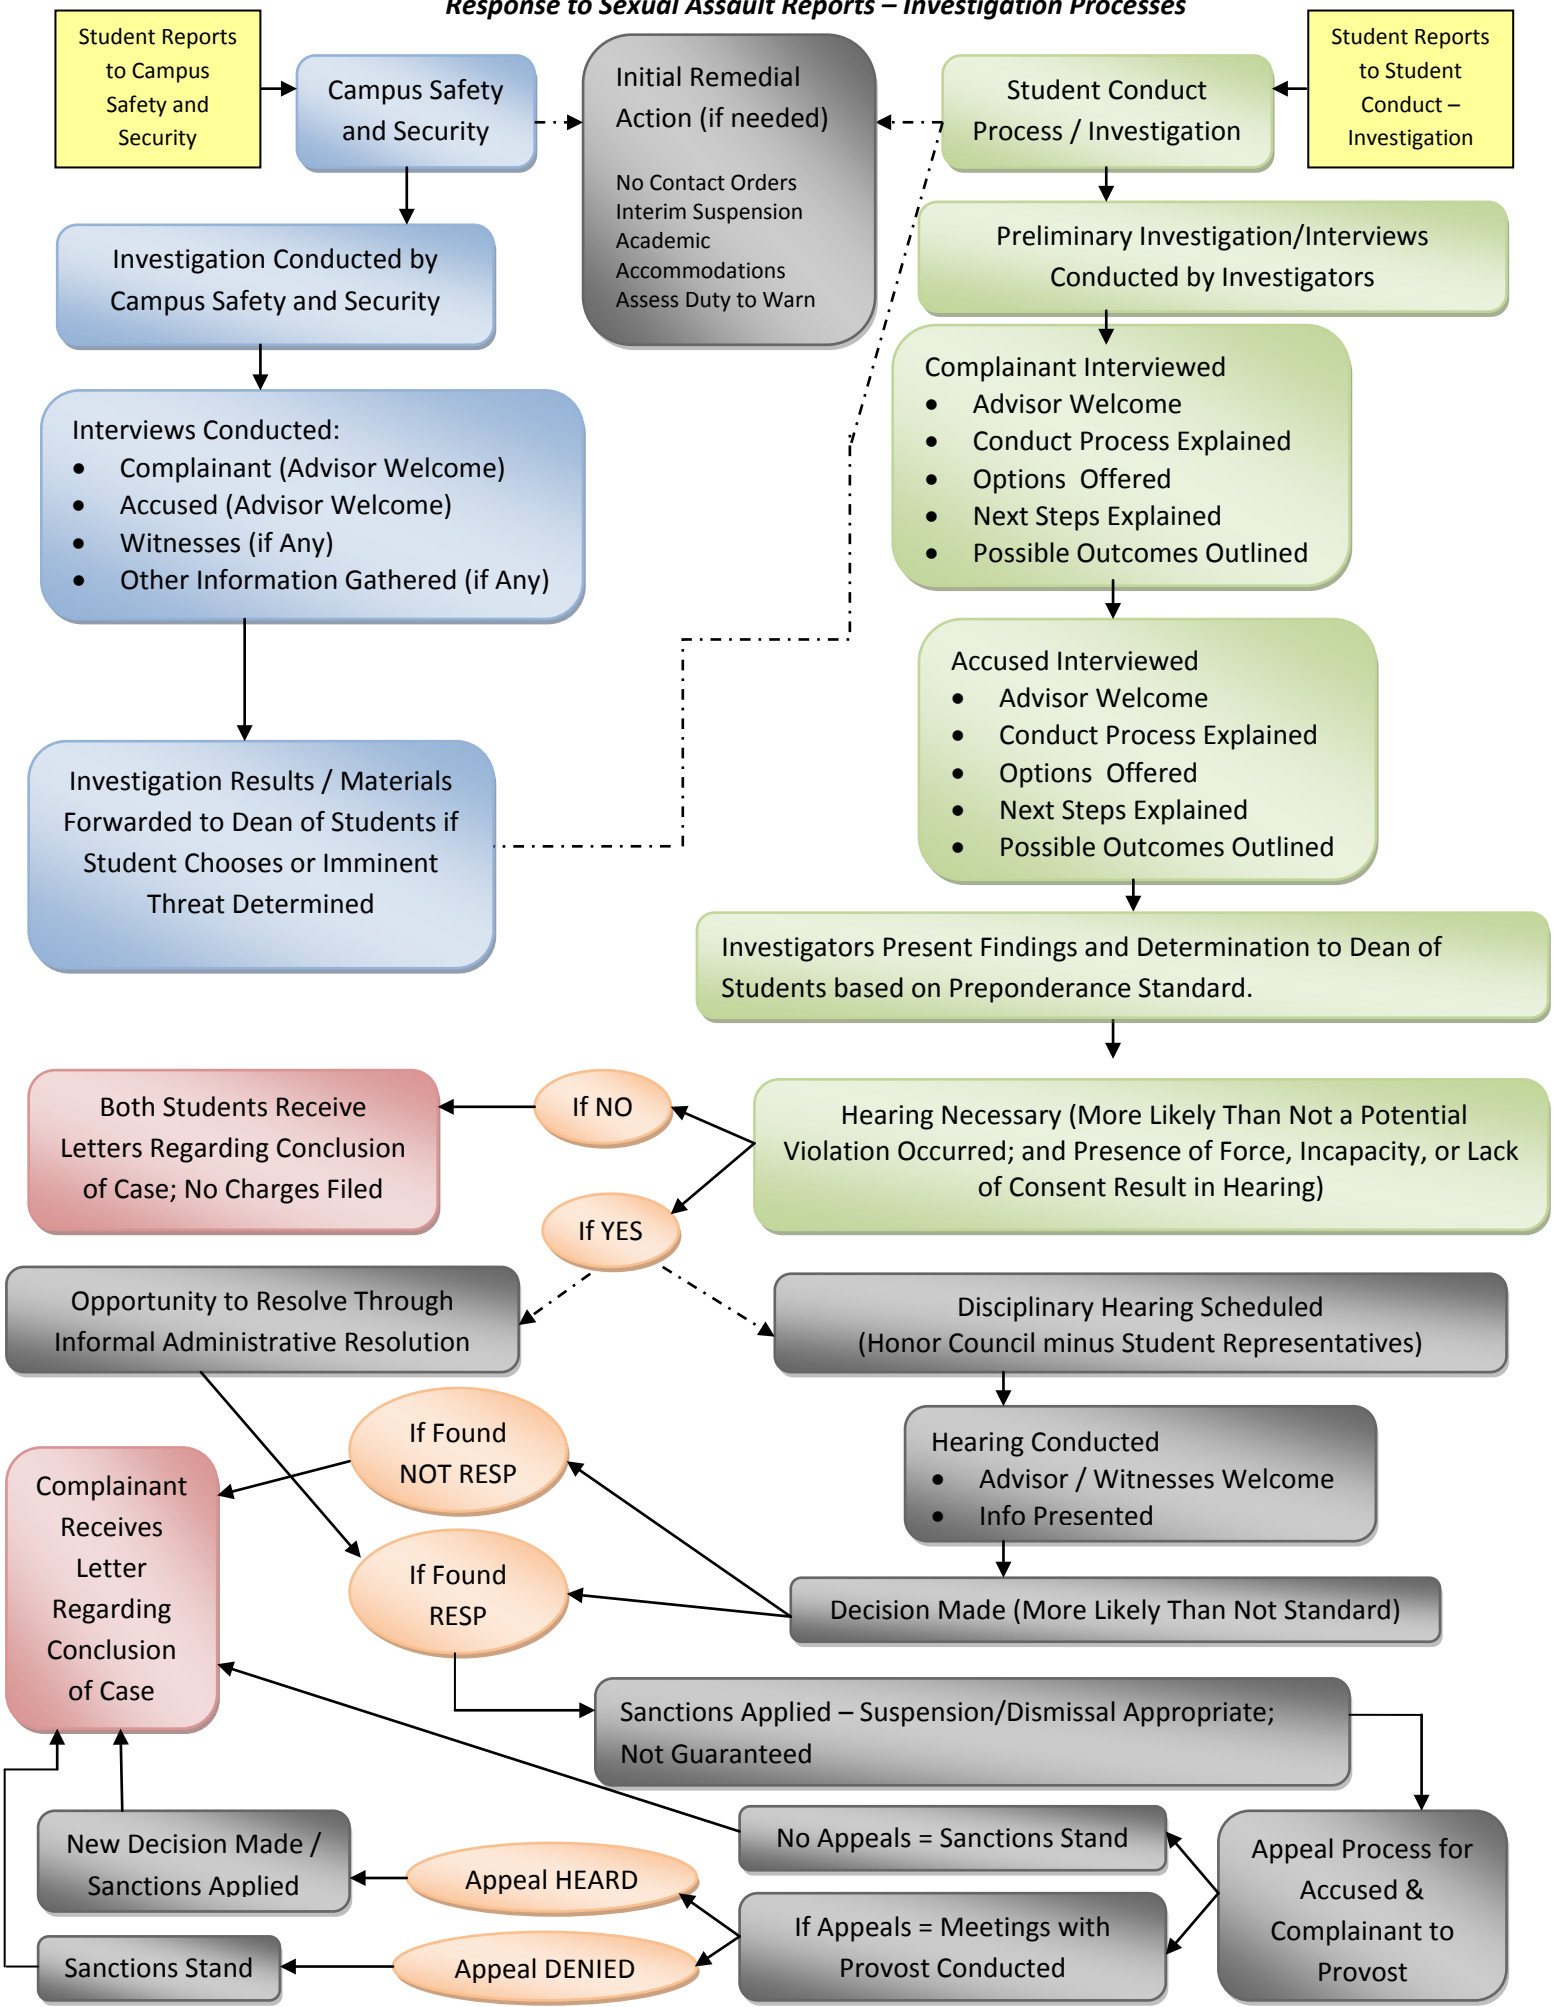 Response to Sexual Assault Reports – Investigation Processes
Student Reports
to Campus
Safety and
Security
Campus Safety
and Security
Initial Remedial
Action (if needed)
No Contact Orders
Interim Suspension
Academic
Accommodations
Assess Duty to Warn
Student Conduct
Process / Investigation
Student Reports
to Student
Conduct –
Investigation
Investigation Conducted by
Campus Safety and Security
Preliminary Investigation/Interviews
Conducted by Investigators
Interviews Conducted:
• Complainant (Advisor Welcome)
• Accused (Advisor Welcome)
• Witnesses (if Any)
• Other Information Gathered (if Any)
Complainant Interviewed
• Advisor Welcome
• Conduct Process Explained
• Options  Offered
• Next Steps Explained
• Possible Outcomes Outlined
Accused Interviewed
• Advisor Welcome
• Conduct Process Explained
• Options  Offered
• Next Steps Explained
• Possible Outcomes Outlined
Investigation Results / Materials
Forwarded to Dean of Students if
Student Chooses or Imminent
Threat Determined
Investigators Present Findings and Determination to Dean of
Students based on Preponderance Standard.
Both Students Receive
Letters Regarding Conclusion
of Case; No Charges Filed
If NO
Hearing Necessary (More Likely Than Not a Potential
Violation Occurred; and Presence of Force, Incapacity, or Lack
of Consent Result in Hearing)
If YES
Opportunity to Resolve Through
Informal Administrative Resolution
Disciplinary Hearing Scheduled
(Honor Council minus Student Representatives)
If Found
NOT RESP
Hearing Conducted
• Advisor / Witnesses Welcome
• Info Presented
Complainant
Receives
Letter
Regarding
Conclusion
of Case
If Found
RESP
Decision Made (More Likely Than Not Standard)
Sanctions Applied – Suspension/Dismissal Appropriate;
Not Guaranteed
New Decision Made /
Sanctions Applied
Appeal HEARD
No Appeals = Sanctions Stand
Appeal Process for
Accused &
Complainant to
Provost
If Appeals = Meetings with
Provost Conducted
Sanctions Stand
Appeal DENIED